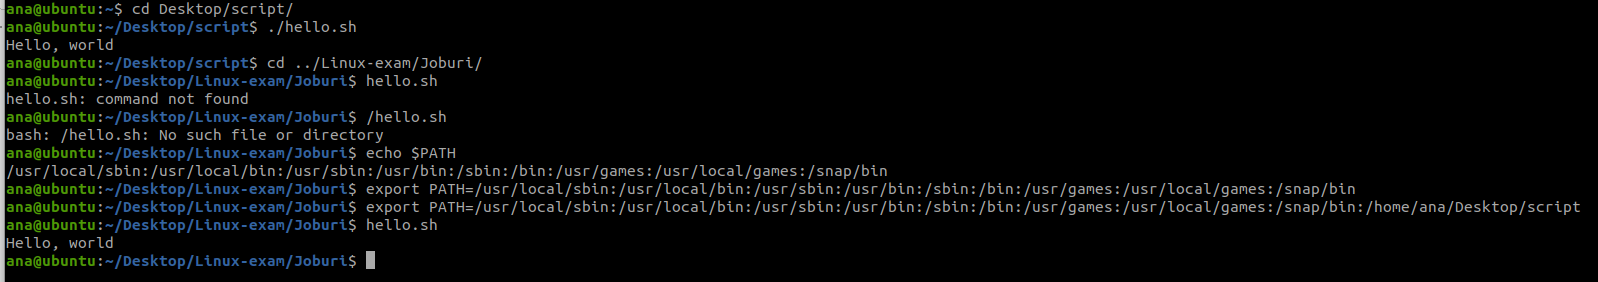 ana@ubuntu:~$ cd Desktop/script/
ana@ubuntu:~/Desktop/script$ ./hello.sh
Hello, world
ana@ubuntu:~/Desktop/script$ cd ../Linux-exam/Joburi/
ana@ubuntu:~/Desktop/Linux-exam/Joburi$ hello.sh
hello.sh: command not found
ana@ubuntu:~/Desktop/Linux-exam/Joburi$ /hello.sh
bash: /hello.sh: No such file or directory
ana@ubuntu:~/Desktop/Linux-exam/Joburi$ echo $PATH
/usr/local/sbin:/usr/local/bin:/usr/sbin:/usr/bin:/sbin:/bin:/usr/games:/usr/local/games:/snap/bin
ana@ubuntu:~/Desktop/Linux-exam/Joburi$ export PATH=/usr/local/sbin:/usr/local/bin:/usr/sbin:/usr/bin:/sbin:/bin:/usr/games:/usr/local/games:/snap/bin
ana@ubuntu:~/Desktop/Linux-exam/Joburi$ export PATH=/usr/local/sbin:/usr/local/bin:/usr/sbin:/usr/bin:/sbin:/bin:/usr/games:/usr/local/games:/snap/bin:/home/ana/Desktop/script
ana@ubuntu:~/Desktop/Linux-exam/Joburi$ hello.sh
Hello, world
ana@ubuntu:~/Desktop/Linux-exam/Joburi$